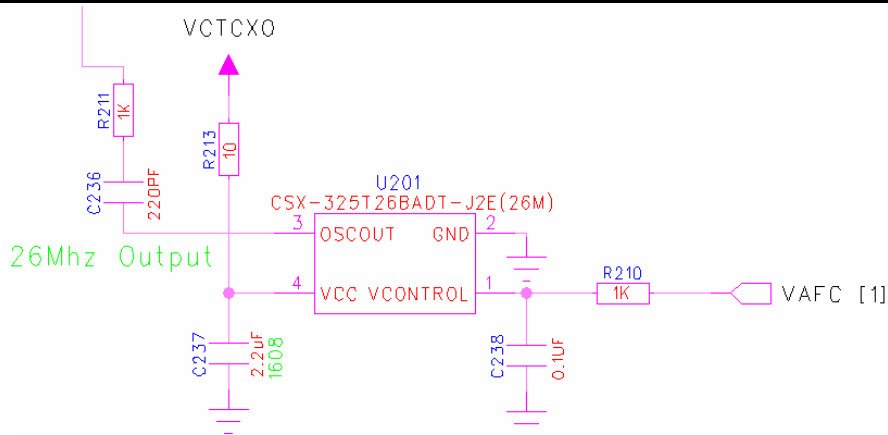 VCTCXO
R211
1K
R213
10
C236
220PF
U201
CSX-325T26BADT-J2E(26M)
3
OSCOUT
GND
2
26Mhz Output
4
VCC
VCONTROL
1
R210
1K
VAFC [1]
C237
2.2uF
1608
C238
0.1UF